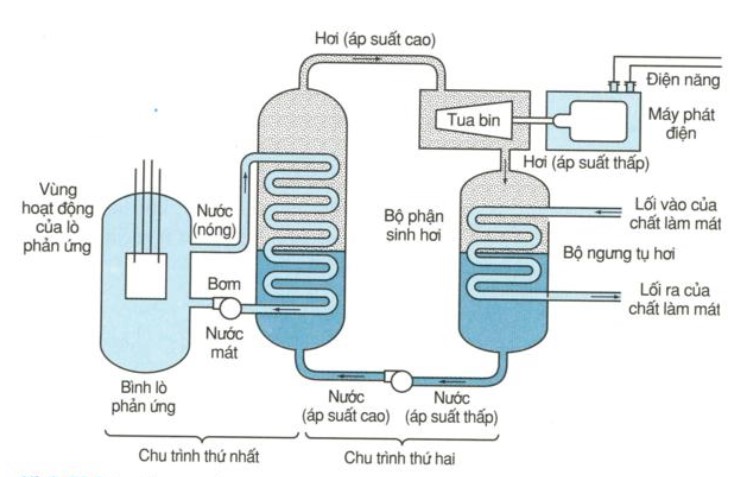 Hơi (áp suất cao)
Điện năng
Máy phát
điện
Tua bin
Hơi (áp suất thấp)
Vùng
hoạt động
của lò
phản ứng
Nước
(nóng)
Bộ phận
sinh hơi
Lối vào của
chất làm mát
Bộ ngưng tụ hơi
Bơm
Lối ra của
chất làm mát
Nước
mát
Bình lò
phản ứng
Nước
(áp suất cao)
Nước
(áp suất thấp)
Chu trình thứ nhất
Chu trình thứ hai